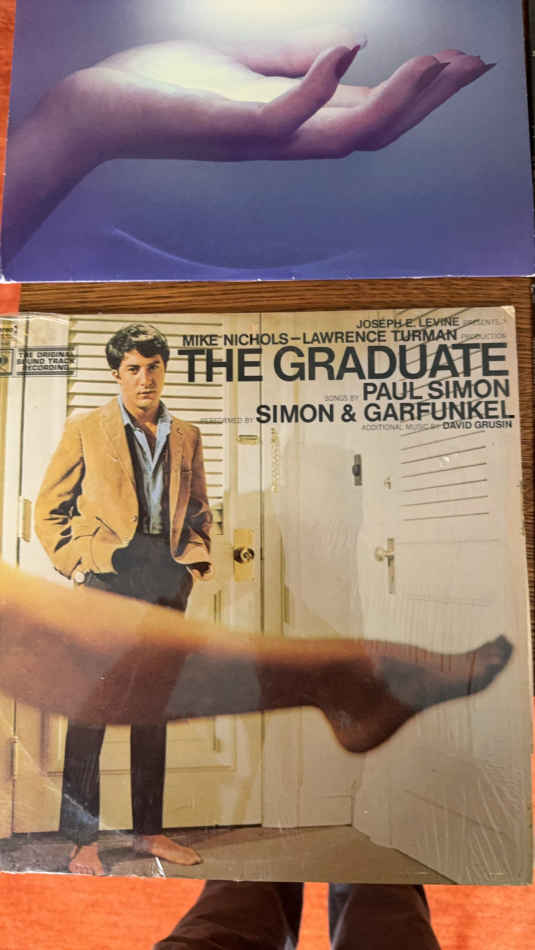 JOSEPH E. LEVINE PRESENTS A
MIKE NICHOLS–LAWRENCE TURMAN PRODUCTION
THE GRADUATE
SONGS BY PAUL SIMON
PERFORMED BY SIMON & GARFUNKEL
ADDITIONAL MUSIC BY DAVID GRUSIN
THE ORIGINAL
SOUND TRACK
RECORDING